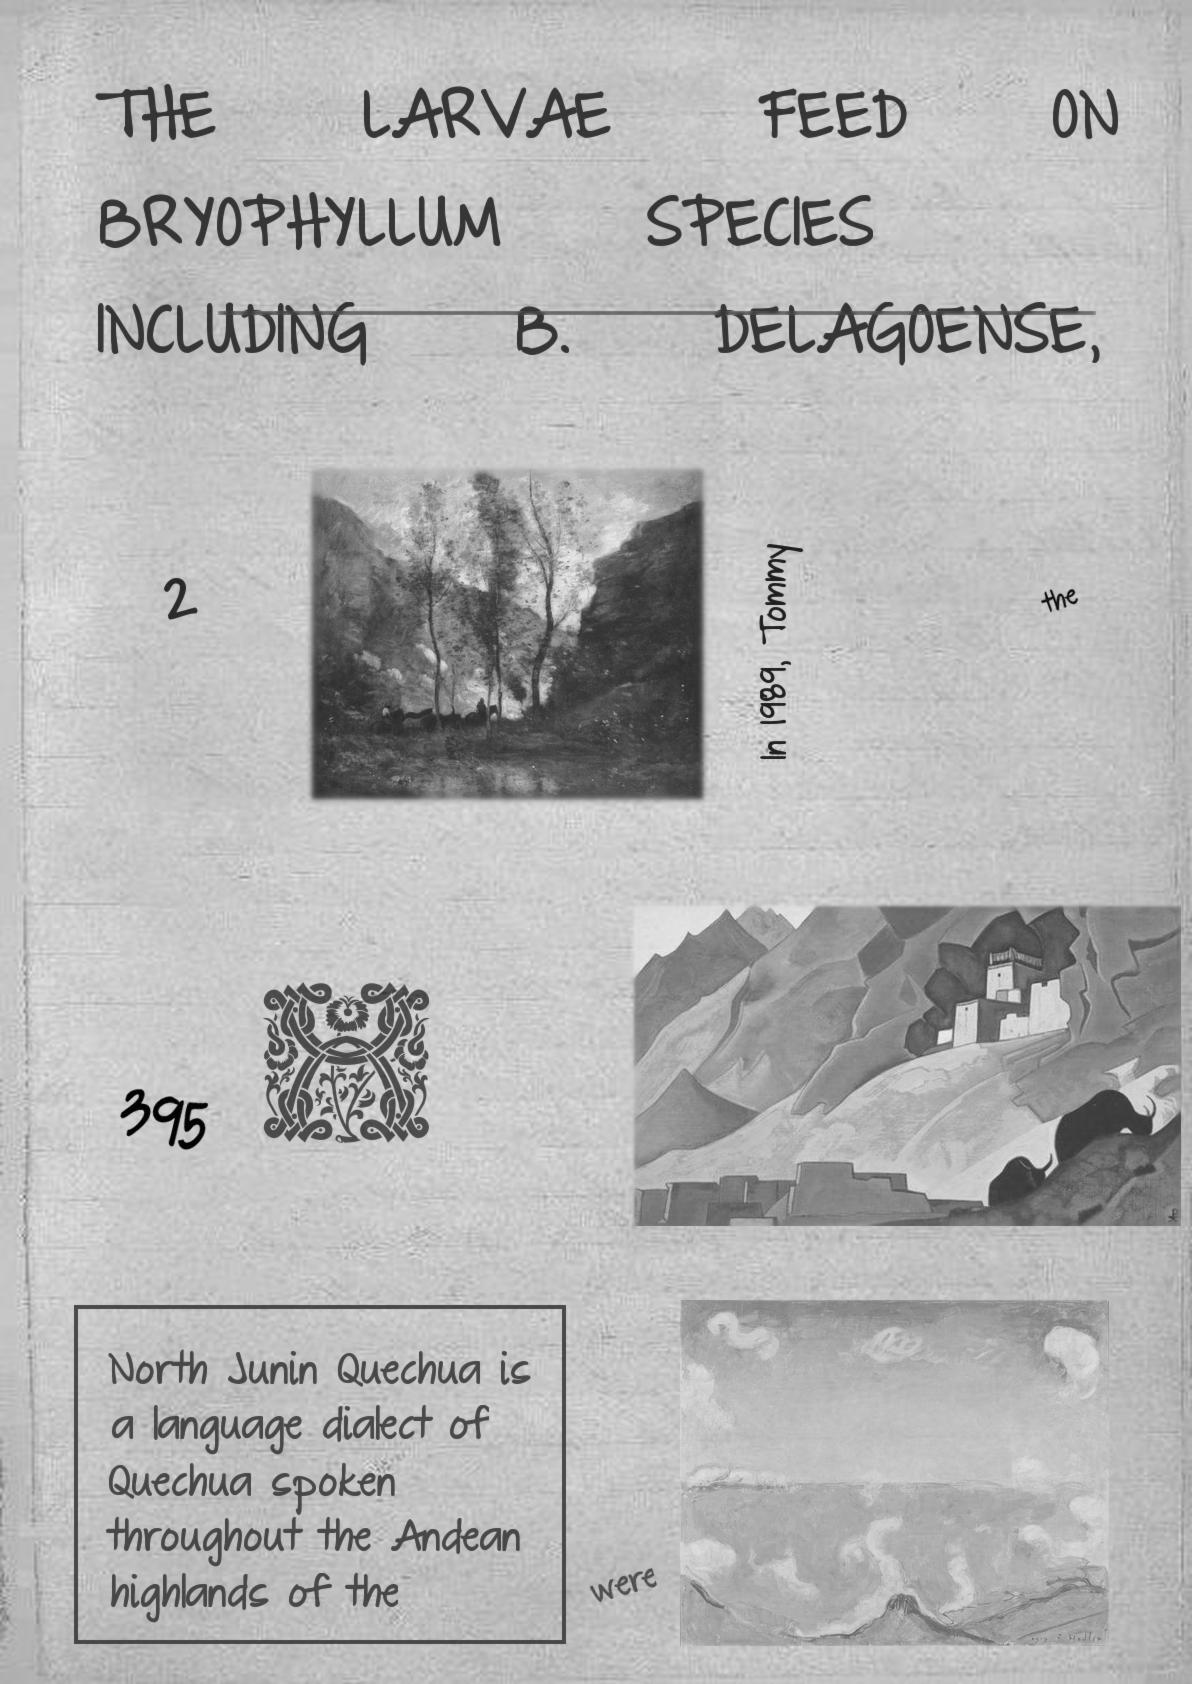 THE LARVAE FEED ON
BRYOPHYLLUM SPECIES
INCLUDING B. DELAGOENSE,
2
In 1989, Tommy
the
395
North Junin Quechua is
a language dialect of
Quechua spoken
throughout the Andean
highlands of the
were